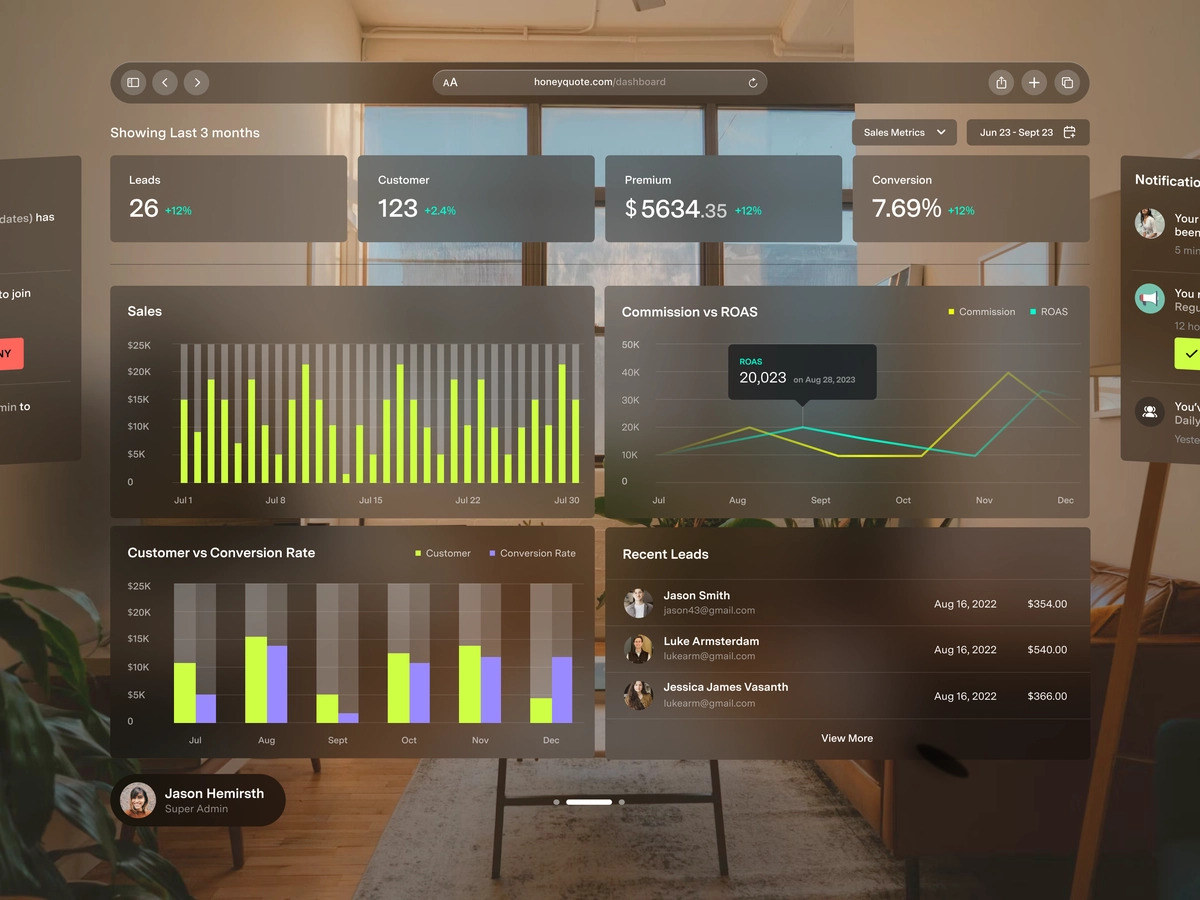 AA
honeyquote.com/dashboard
Showing Last 3 months
Sales Metrics
Jun 23 - Sept 23
Leads
26 +12%
Customer
123 +2.4%
Premium
$5634.35 +12%
Conversion
7.69% +12%
dates) has
to join
NY
min to
Sales
$25K
$20K
$15K
$10K
$5K
0
Jul 1 Jul 8 Jul 15 Jul 22 Jul 30
Commission vs ROAS
Commission ROAS
50K
40K
30K
20K
10K
0
ROAS
20,023 on Aug 28, 2023
Jul Aug Sept Oct Nov Dec
Customer vs Conversion Rate
Customer Conversion Rate
$25K
$20K
$15K
$10K
$5K
0
Jul Aug Sept Oct Nov Dec
Recent Leads
Jason Smith
jason43@gmail.com
Aug 16, 2022 $354.00
Luke Armsterdam
lukearm@gmail.com
Aug 16, 2022 $540.00
Jessica James Vasanth
lukearm@gmail.com
Aug 16, 2022 $366.00
View More
Notificatio
Your
been
5 min
You r
Regu
12 ho
You'v
Daily
Yeste
Jason Hemirsth
Super Admin